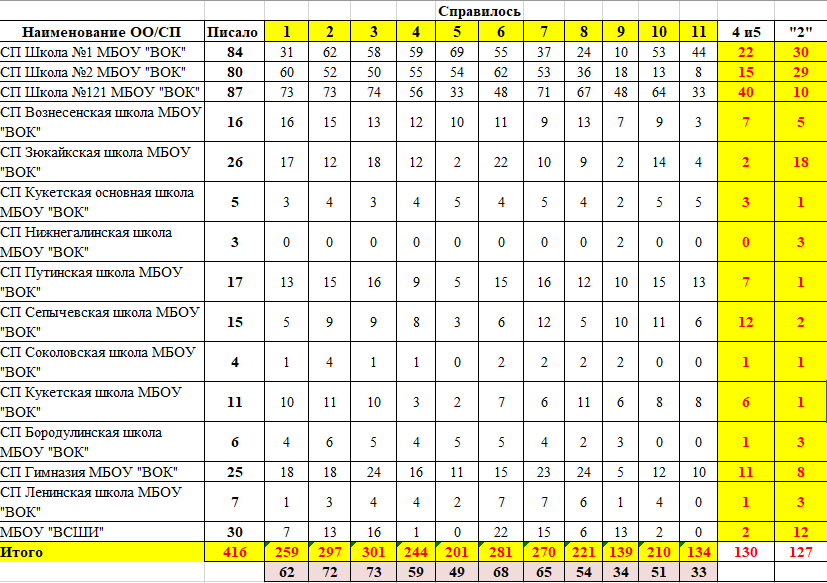 Справилось
Наименование ОО/СП Писало 1 2 3 4 5 6 7 8 9 10 11 4 и5 "2"
СП Школа №1 МБОУ "ВОК" 84 31 62 58 59 69 55 37 24 10 53 44 22 30
СП Школа №2 МБОУ "ВОК" 80 60 52 50 55 54 62 53 36 18 13 8 15 29
СП Школа №121 МБОУ "ВОК" 87 73 73 74 56 33 48 71 67 48 64 33 40 10
СП Вознесенская школа МБОУ
"ВОК" 16 16 15 13 12 10 11 9 13 7 9 3 7 5
СП Зюкайкская школа МБОУ
"ВОК" 26 17 12 18 12 2 22 10 9 2 14 4 2 18
СП Кукетская основная школа
МБОУ "ВОК" 5 3 4 3 4 5 4 5 4 2 5 5 3 1
СП Нижнегалинская школа
МБОУ "ВОК" 3 0 0 0 0 0 0 0 0 2 0 0 0 3
СП Путинская школа МБОУ
"ВОК" 17 13 15 16 9 5 15 16 12 10 15 13 7 1
СП Сепычевская школа МБОУ
"ВОК" 15 5 9 9 8 3 6 12 5 10 11 6 12 2
СП Соколовская школа МБОУ
"ВОК" 4 1 4 1 1 0 2 2 2 2 0 0 1 1
СП Кукетская школа МБОУ
"ВОК" 11 10 11 10 3 2 7 6 11 6 8 8 6 1
СП Бородулинская школа
МБОУ "ВОК" 6 4 6 5 4 5 5 4 2 3 0 0 1 3
СП Гимназия МБОУ "ВОК" 25 18 18 24 16 11 15 23 24 5 12 10 11 8
СП Ленинская школа МБОУ
"ВОК" 7 1 3 4 4 2 7 7 6 1 4 0 1 3
МБОУ "ВСШИ" 30 7 13 16 1 0 22 15 6 13 2 0 2 12
Итого 416 259 297 301 244 201 281 270 221 139 210 134 130 127
62 72 73 59 49 68 65 54 34 51 33